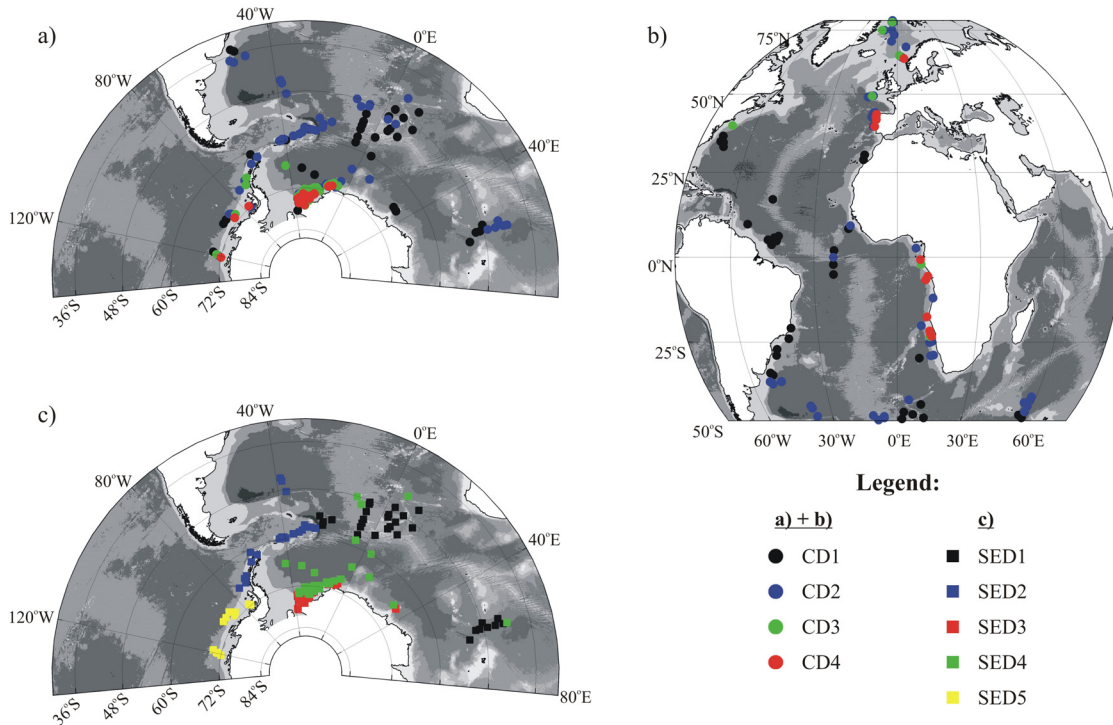 a)
40°W
0°E
80°W
40°E
120°W
36°S
48°S
60°S
72°S
84°S
b)
75°N
50°N
25°N
0°N
25°S
50°S
60°W
30°W
0°E
30°E
60°E
c)
40°W
0°E
80°W
40°E
120°W
80°E
36°S
48°S
60°S
72°S
84°S
Legend:
a) + b)
c)
CD1
SED1
CD2
SED2
CD3
SED3
CD4
SED4
SED5